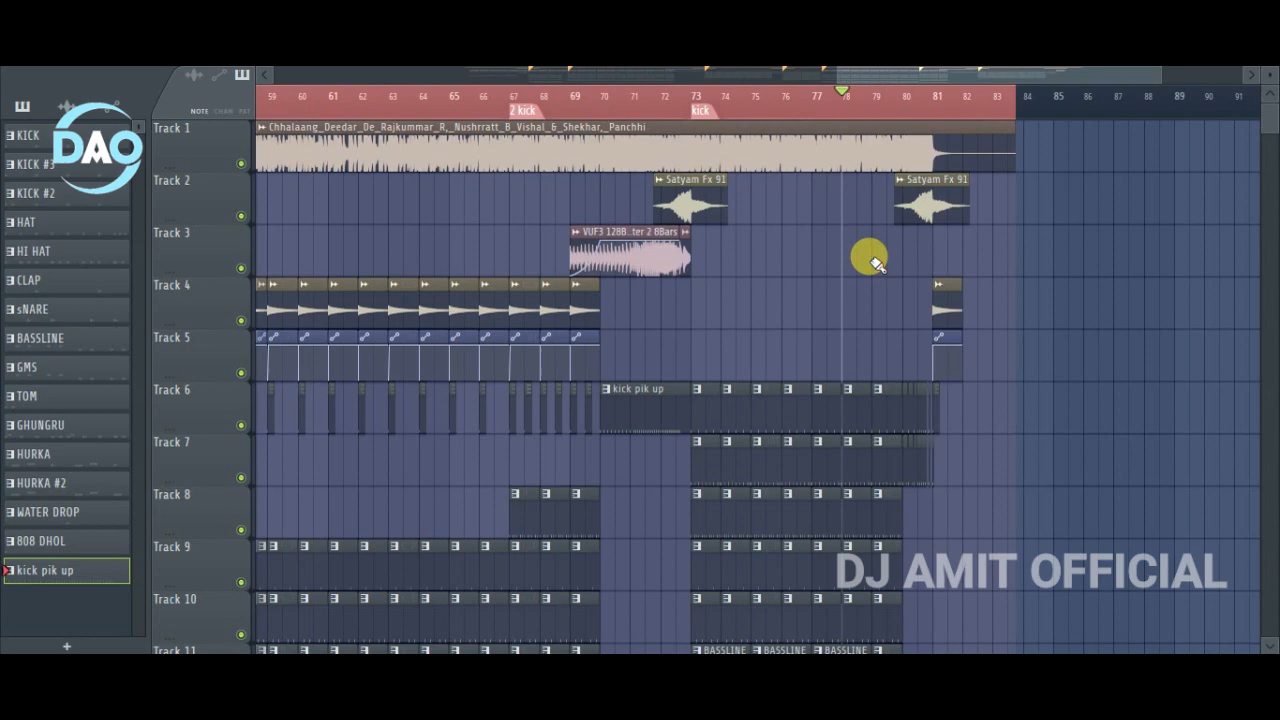 NOTE CHAN PAT
59 60 61 62 63 64 65 66 67 68 69 70 71 72 73 74 75 76 77 78 79 80 81 82 83 84 85 86 87 88 89 90 91
2 kick
kick
DAO
KICK
KICK #3
KICK #2
HAT
HI HAT
CLAP
sNARE
BASSLINE
GMS
TOM
GHUNGRU
HURKA
HURKA #2
WATER DROP
808 DHOL
kick pik up
+
Track 1
Chhalaang_Deedar_De_Rajkummar_R,_Nushrratt_B_Vishal_&_Shekhar,_Panchhi
Track 2
Satyam Fx 91
Satyam Fx 91
Track 3
VUF3 128B..ter 2 8Bars
Track 4
Track 5
Track 6
kick pik up
Track 7
Track 8
Track 9
DJ AMIT OFFICIAL
Track 10
Track 11
BASSLINE BASSLINE BASSLINE